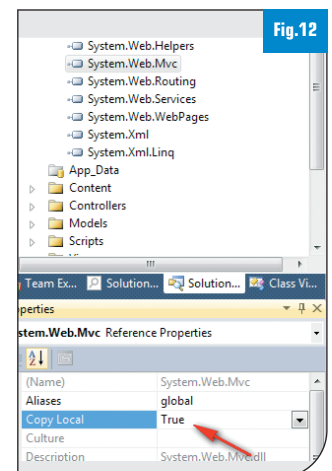 Fig.12
System.Web.Helpers
System.Web.Mvc
System.Web.Routing
System.Web.Services
System.Web.WebPages
System.Xml
System.Xml.Linq
App_Data
Content
Controllers
Models
Scripts
Team Ex... Solution... Solution... Class Vi...
perties
stem.Web.Mvc Reference Properties
(Name) System.Web.Mvc
Aliases global
Copy Local True
Culture
Description System.Web.Mvc.dll